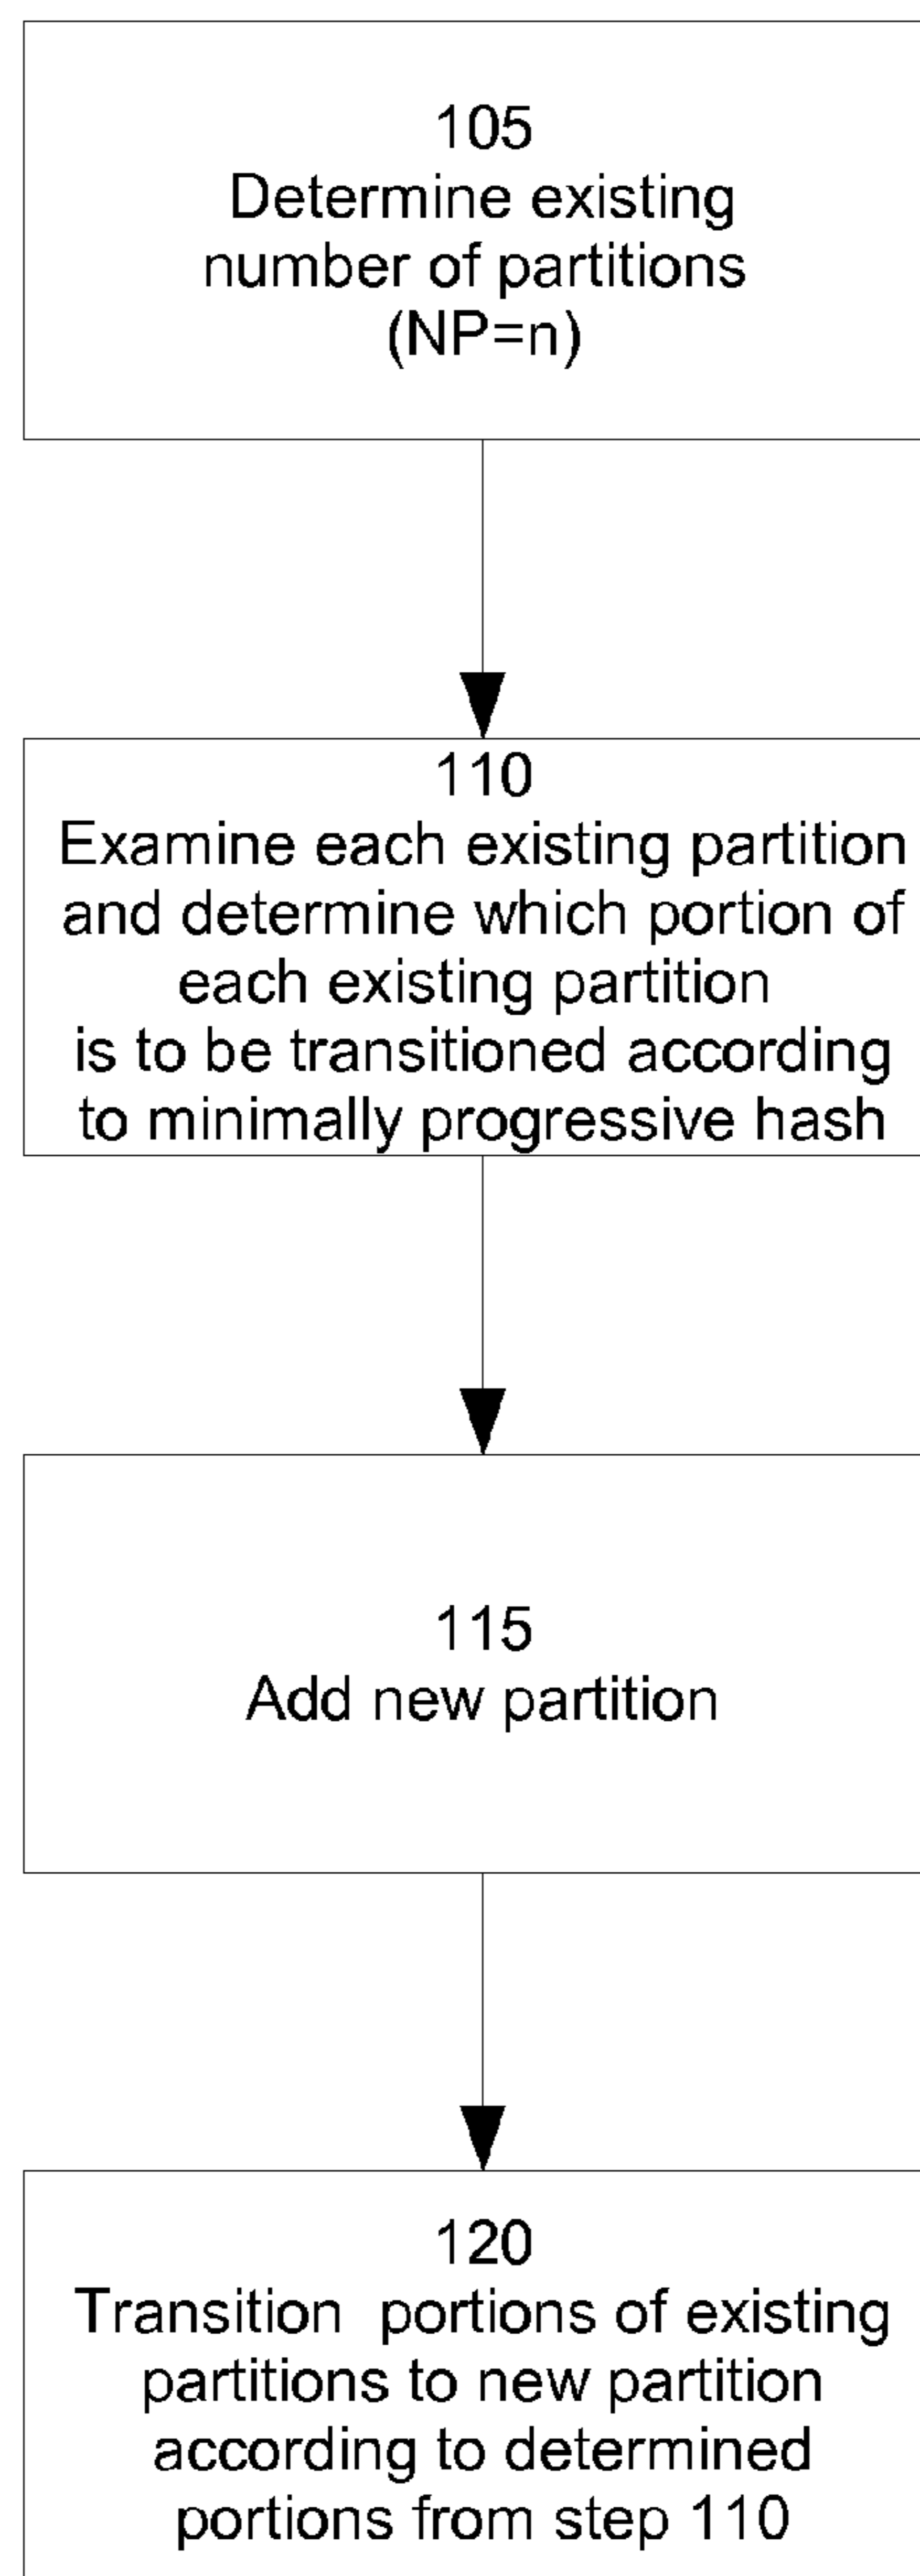 105
Determine existing
number of partitions
(NP=n)
110
Examine each existing partition
and determine which portion of
each existing partition
is to be transitioned according
to minimally progressive hash
115
Add new partition
120
Transition portions of existing
partitions to new partition
according to determined
portions from step 110